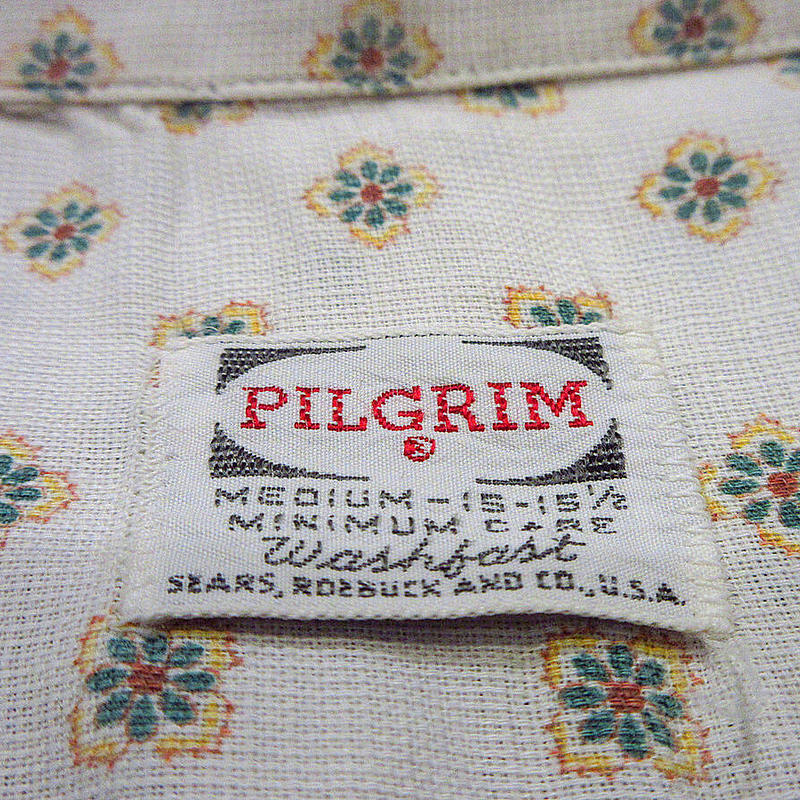 PILGRIM
MEDIUM-15-15½
MINIMUM CARE
Washfast
SEARS, ROEBUCK AND CO., U.S.A.